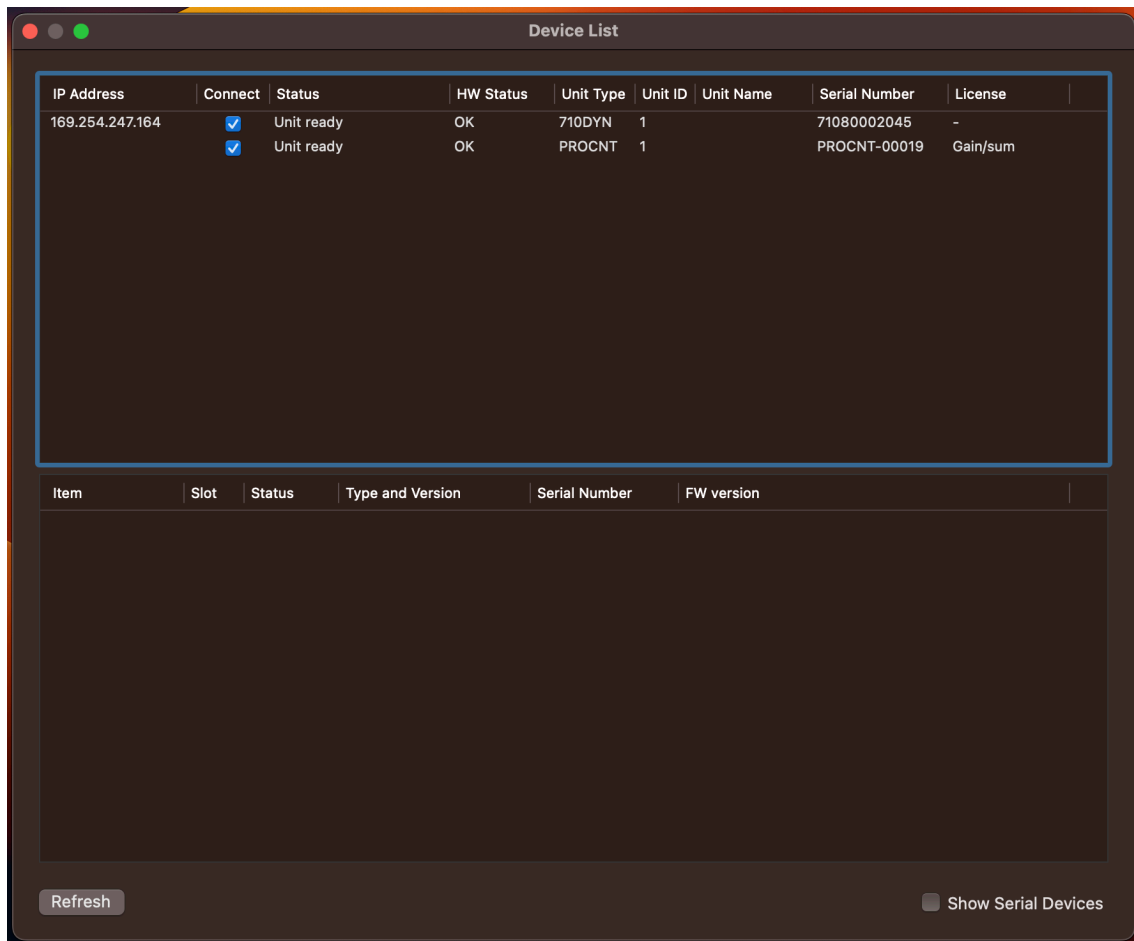 Device List
IP Address Connect Status HW Status Unit Type Unit ID Unit Name Serial Number License
169.254.247.164 Unit ready OK 710DYN 1 71080002045 -
Unit ready OK PROCNT 1 PROCNT-00019 Gain/sum
Item Slot Status Type and Version Serial Number FW version
Refresh Show Serial Devices